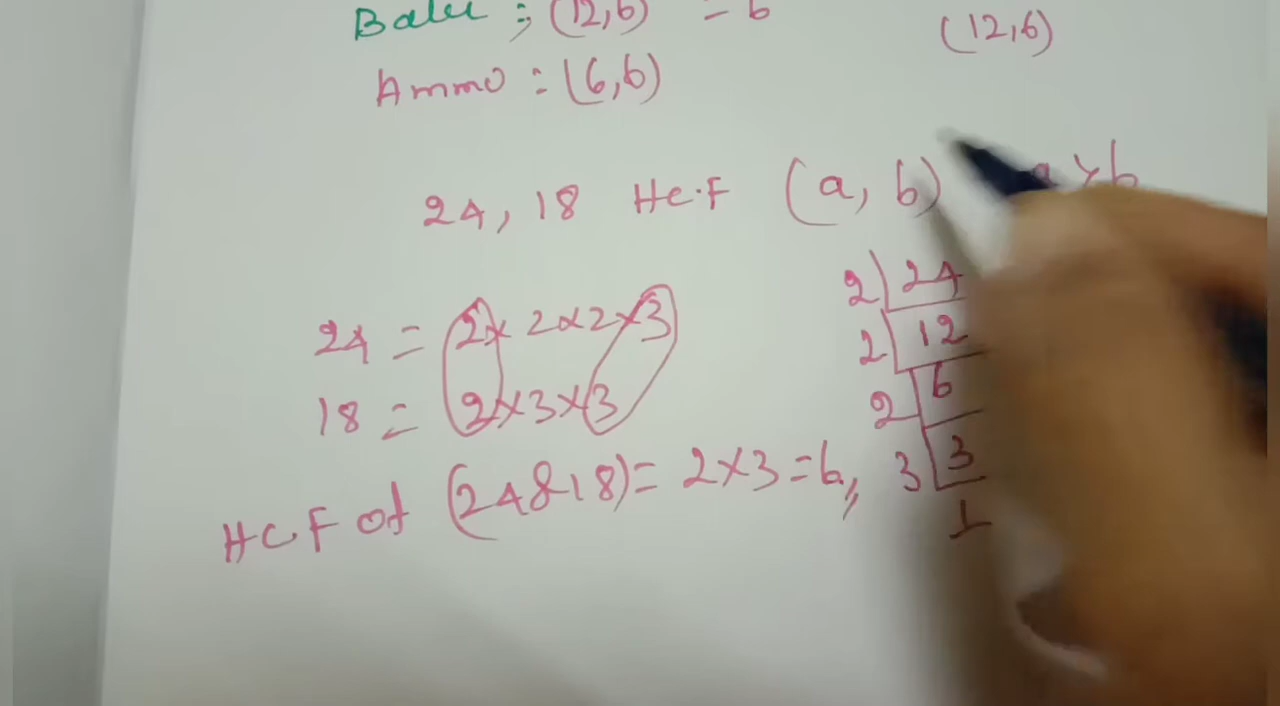 Balu : (12,6) = 6
(12,6)
Ammo : (6,6)
24, 18 HCF (a, b) a > b
24 = 2 x 2 x 2 x 3
18 = 2 x 3 x 3
HCF of (24 & 18) = 2 x 3 = 6,,
2 | 24
2 | 12
2 | 6
3 | 3
1